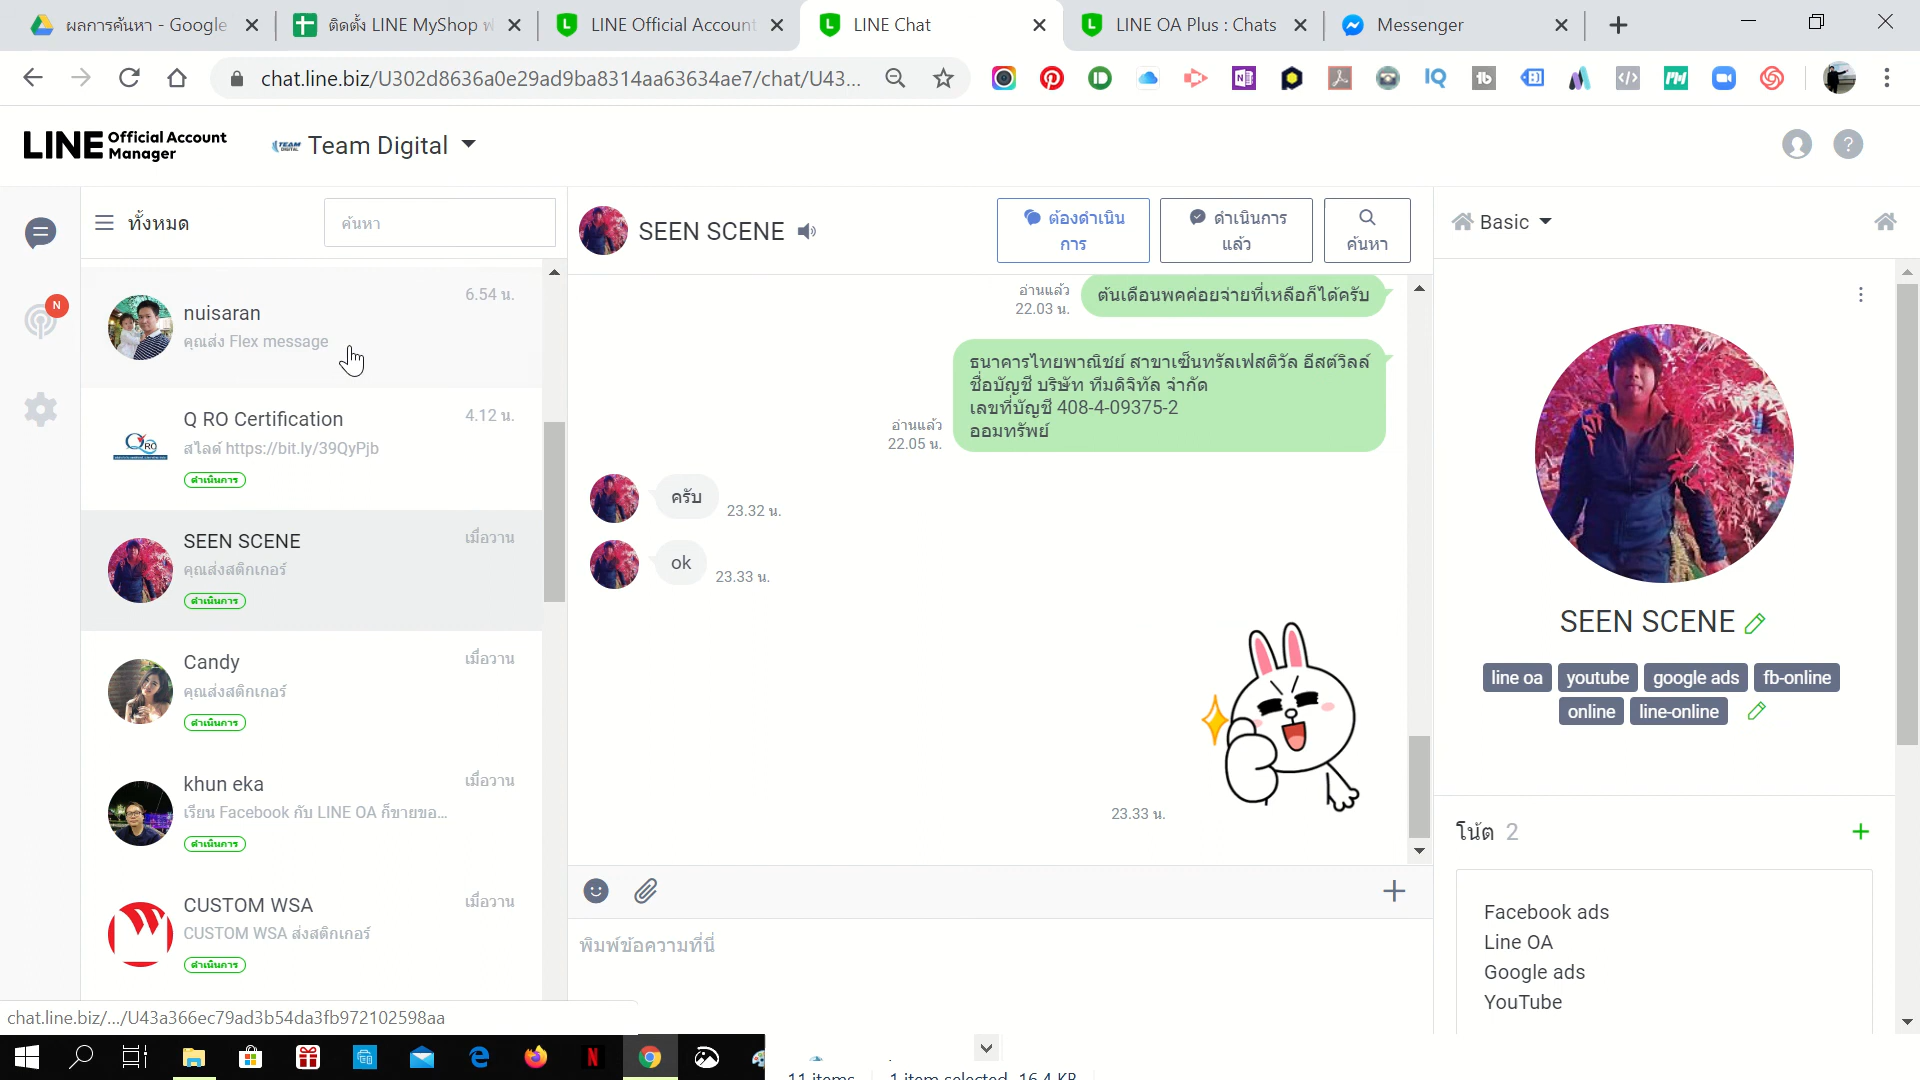 ผลการค้นหา - Google
ติดตั้ง LINE MyShop ฟ
LINE Official Account
LINE Chat
LINE OA Plus : Chats
Messenger
chat.line.biz/U302d8636a0e29ad9ba8314aa63634ae7/chat/U43...
LINE Official Account Manager
Team Digital
?
N
ทั้งหมด
ค้นหา
nuisaran
6.54 น.
คุณส่ง Flex message
Q RO Certification
4.12 น.
สไลด์ https://bit.ly/39QyPjb
ดำเนินการ
SEEN SCENE
เมื่อวาน
คุณส่งสติกเกอร์
ดำเนินการ
Candy
เมื่อวาน
คุณส่งสติกเกอร์
ดำเนินการ
khun eka
เมื่อวาน
เรียน Facebook กับ LINE OA ก็ขายขอ...
ดำเนินการ
CUSTOM WSA
เมื่อวาน
CUSTOM WSA ส่งสติกเกอร์
ดำเนินการ
chat.line.biz/.../U43a366ec79ad3b54da3fb972102598aa
SEEN SCENE
ต้องดำเนิน
การ
ดำเนินการ
แล้ว
ค้นหา
อ่านแล้ว
22.03 น.
ต้นเดือนพคค่อยจ่ายที่เหลือก็ได้ครับ
ธนาคารไทยพาณิชย์ สาขาเซ็นทรัลเฟสติวัล อีสต์วิลล์
ชื่อบัญชี บริษัท ทีมดิจิทัล จำกัด
เลขที่บัญชี 408-4-09375-2
ออมทรัพย์
อ่านแล้ว
22.05 น.
ครับ
23.32 น.
ok
23.33 น.
23.33 น.
พิมพ์ข้อความที่นี่
Basic
SEEN SCENE
line oa
youtube
google ads
fb-online
online
line-online
โน้ต 2
Facebook ads
Line OA
Google ads
YouTube
11 items
1 item selected 16.4 KB